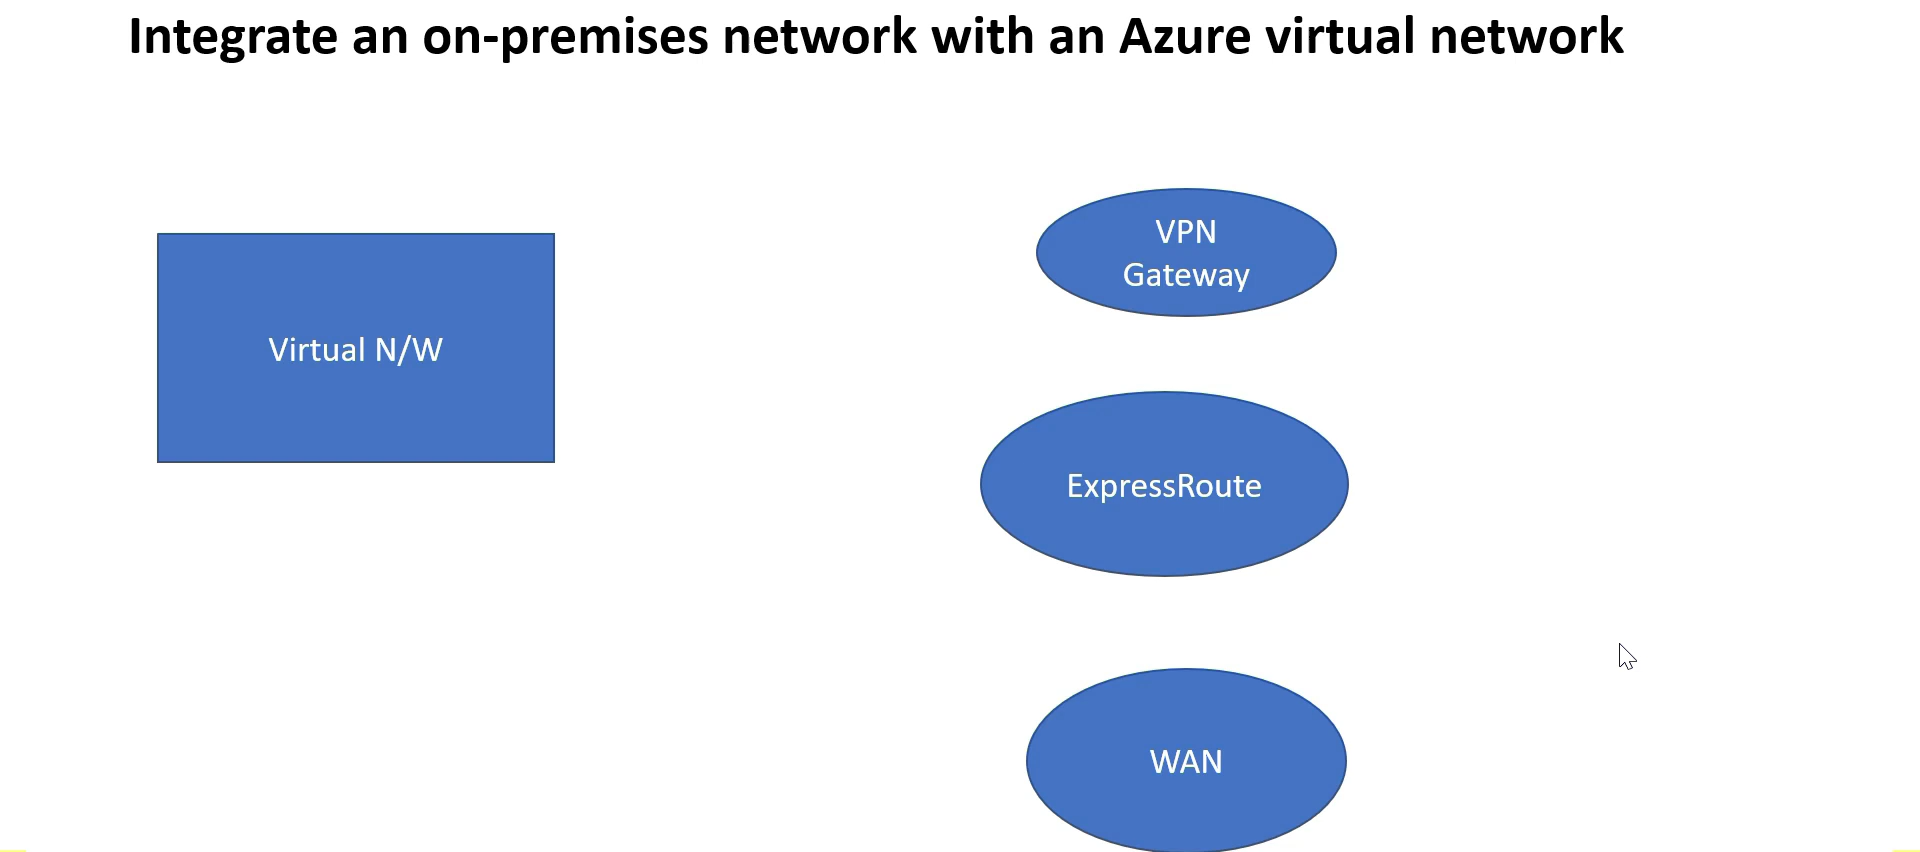 Integrate an on-premises network with an Azure virtual network
Virtual N/W
VPN
Gateway
ExpressRoute
WAN